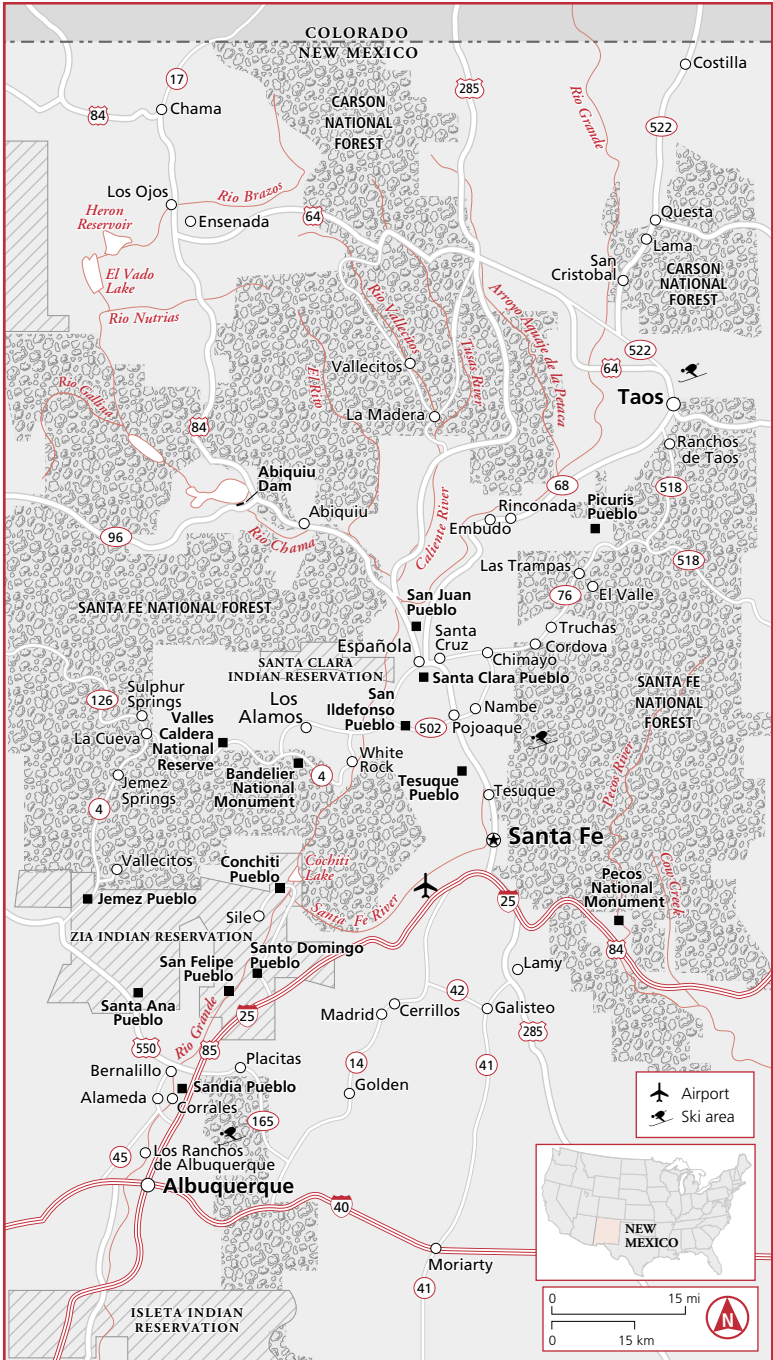 COLORADO
NEW MEXICO
Costilla
17
285
84
Chama
CARSON
NATIONAL
FOREST
Rio Grande
522
Los Ojos
Rio Brazos
Heron
Reservoir
Ensenada
64
Questa
Lama
San
Cristobal
CARSON
NATIONAL
FOREST
El Vado
Lake
Rio Nutrias
Rio Vallecitos
Arroyo Aguaje de la Petaca
El Rito
Tusas River
522
64
Vallecitos
Rio Gallina
Taos
La Madera
84
Ranchos
de Taos
Abiquiu
Dam
68
518
Rinconada
Embudo
Picuris
Pueblo
Abiquiu
96
Rio Chama
Caliente River
518
Las Trampas
76
El Valle
SANTA FE NATIONAL FOREST
San Juan
Pueblo
Truchas
Santa
Cruz
Cordova
Española
Chimayo
SANTA CLARA
INDIAN RESERVATION
Santa Clara Pueblo
SANTA FE
NATIONAL
FOREST
126
Sulphur
Springs
Los
Alamos
San
Ildefonso
Pueblo
Nambe
502
Pojoaque
La Cueva
Valles
Caldera
National
Reserve
White
Rock
Jemez
Springs
Bandelier
National
Monument
4
Tesuque
Pueblo
Tesuque
Pecos River
4
Santa Fe
Vallecitos
Conchiti
Pueblo
Cochiti
Lake
Cow Creek
Pecos
National
Monument
Jemez Pueblo
25
Santa Fe River
Sile
ZIA INDIAN RESERVATION
84
Santo Domingo
Pueblo
San Felipe
Pueblo
Lamy
Santa Ana
Pueblo
42
Madrid
Cerrillos
Galisteo
25
Rio Grande
285
550
85
Placitas
Bernalillo
14
41
Sandia Pueblo
Golden
Alameda
Corrales
165
Airport
Ski area
45
Los Ranchos
de Albuquerque
Albuquerque
40
NEW
MEXICO
Moriarty
41
0 15 mi
0 15 km
N
ISLETA INDIAN
RESERVATION